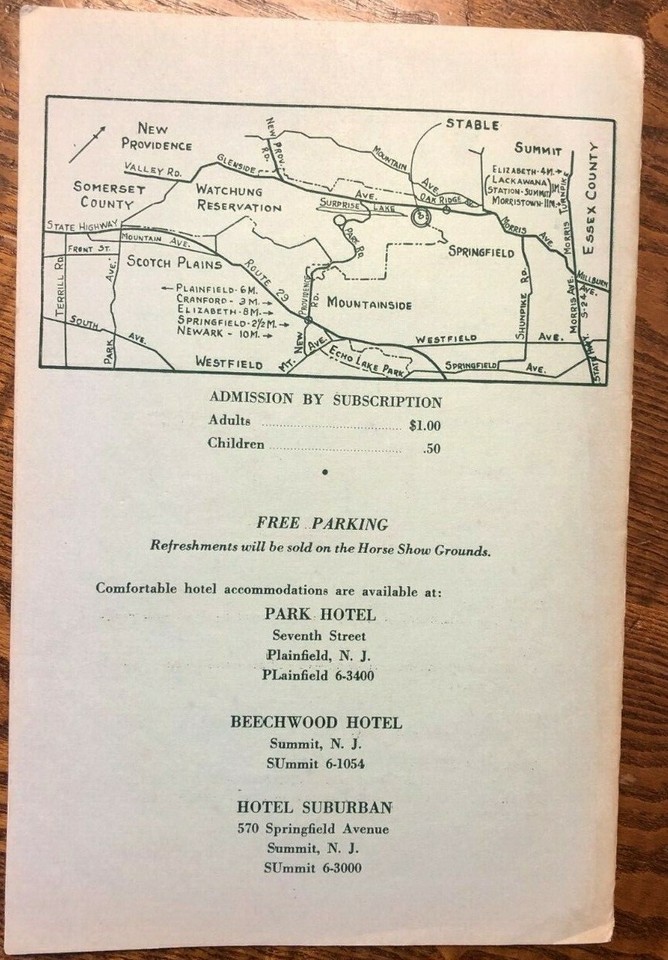 NEW
PROVIDENCE
VALLEY RD.
GLENSIDE
NEW PROV.
RD.
MOUNTAIN
AVE.
AVE.
STABLE
SUMMIT
ESSEX COUNTY
ELIZABETH-4M.→
(LACKAWANA
STATION-SUMMIT) 1M.
MORRISTOWN-11M.
MORRIS TURNPIKE
SOMERSET
COUNTY
WATCHUNG
RESERVATION
SURPRISE LAKE
OAK RIDGE AV.
STATE HIGHWAY
MOUNTAIN AVE.
FRONT ST.
TERRILL RD.
PARK AVE.
SOUTH AVE.
SCOTCH PLAINS
ROUTE 29
PARK RD.
SPRINGFIELD
MORRIS AVE.
MILLBURN
AVE.
MORRIS AVE.
S-24
STATE HWY.
SHUNPIKE RD.
← PLAINFIELD-6M.
CRANFORD-3M.→
ELIZABETH-8M.→
SPRINGFIELD-2½M.→
NEWARK-10M.→
NEW PROVIDENCE RD.
MOUNTAINSIDE
WESTFIELD
MT. AVE.
ECHO LAKE PARK
WESTFIELD AVE.
SPRINGFIELD AVE.
ADMISSION BY SUBSCRIPTION
Adults ........................................ $1.00
Children ...................................... .50
•
FREE PARKING
Refreshments will be sold on the Horse Show Grounds.
Comfortable hotel accommodations are available at:
PARK HOTEL
Seventh Street
Plainfield, N. J.
PLainfield 6-3400
BEECHWOOD HOTEL
Summit, N. J.
SUmmit 6-1054
HOTEL SUBURBAN
570 Springfield Avenue
Summit, N. J.
SUmmit 6-3000